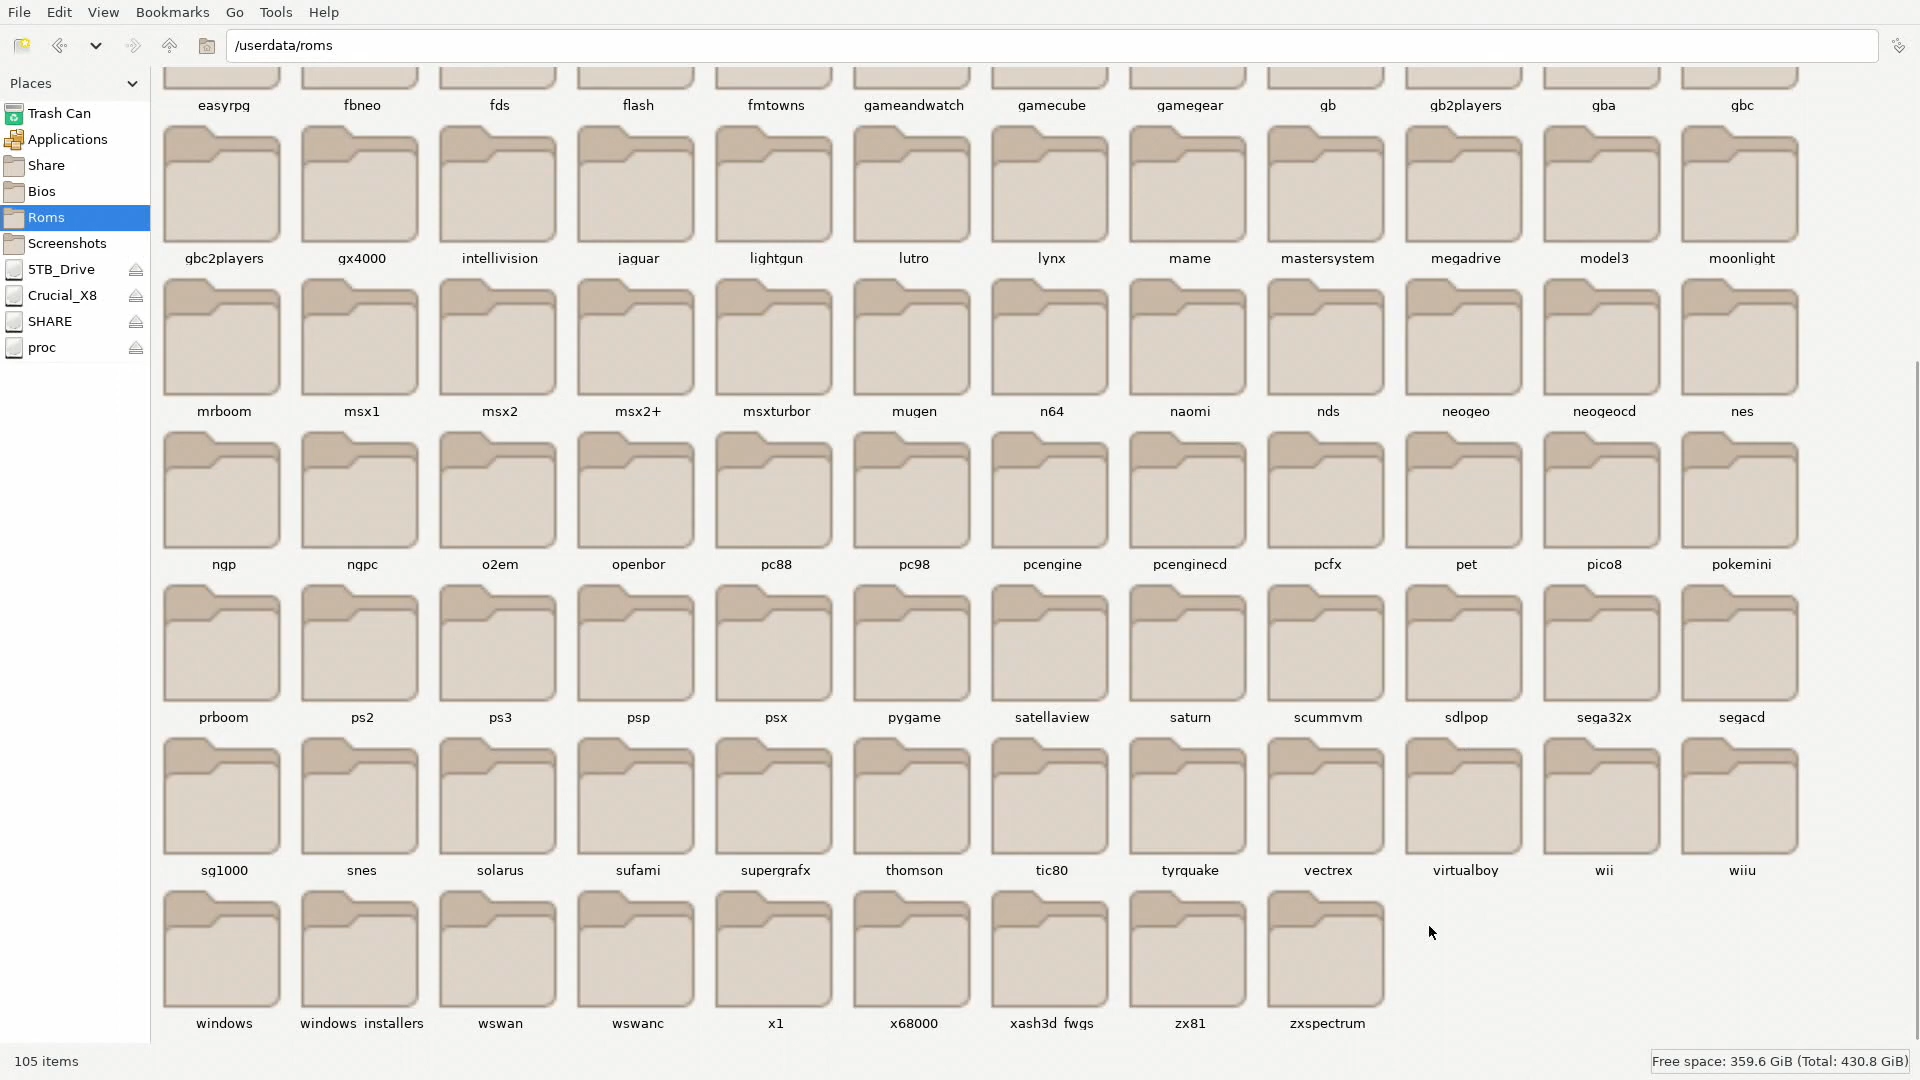 File Edit View Bookmarks Go Tools Help
/userdata/roms
Places
Trash Can
Applications
Share
Bios
Roms
Screenshots
5TB_Drive
Crucial_X8
SHARE
proc
easyrpg fbneo fds flash fmtowns gameandwatch gamecube gamegear gb gb2players gba gbc
gbc2players gx4000 intellivision jaguar lightgun lutro lynx mame mastersystem megadrive model3 moonlight
mrboom msx1 msx2 msx2+ msxturbor mugen n64 naomi nds neogeo neogeocd nes
ngp ngpc o2em openbor pc88 pc98 pcengine pcenginecd pcfx pet pico8 pokemini
prboom ps2 ps3 psp psx pygame satellaview saturn scummvm sdlpop sega32x segacd
sg1000 snes solarus sufami supergrafx thomson tic80 tyrquake vectrex virtualboy wii wiiu
windows windows_installers wswan wswanc x1 x68000 xash3d_fwgs zx81 zxspectrum
105 items
Free space: 359.6 GiB (Total: 430.8 GiB)